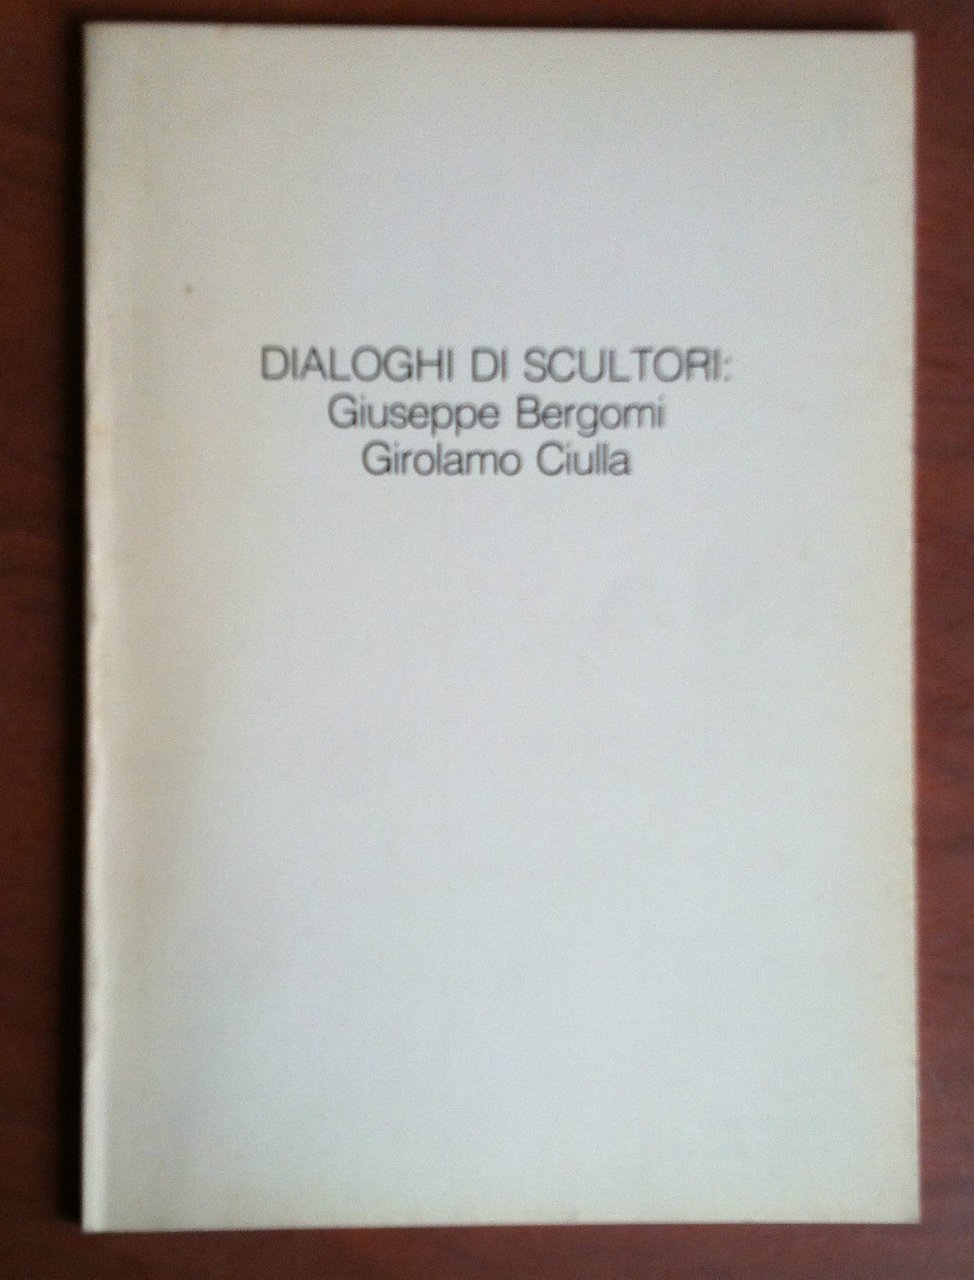 DIALOGHI DI SCULTORI:
Giuseppe Bergomi
Girolamo Ciulla